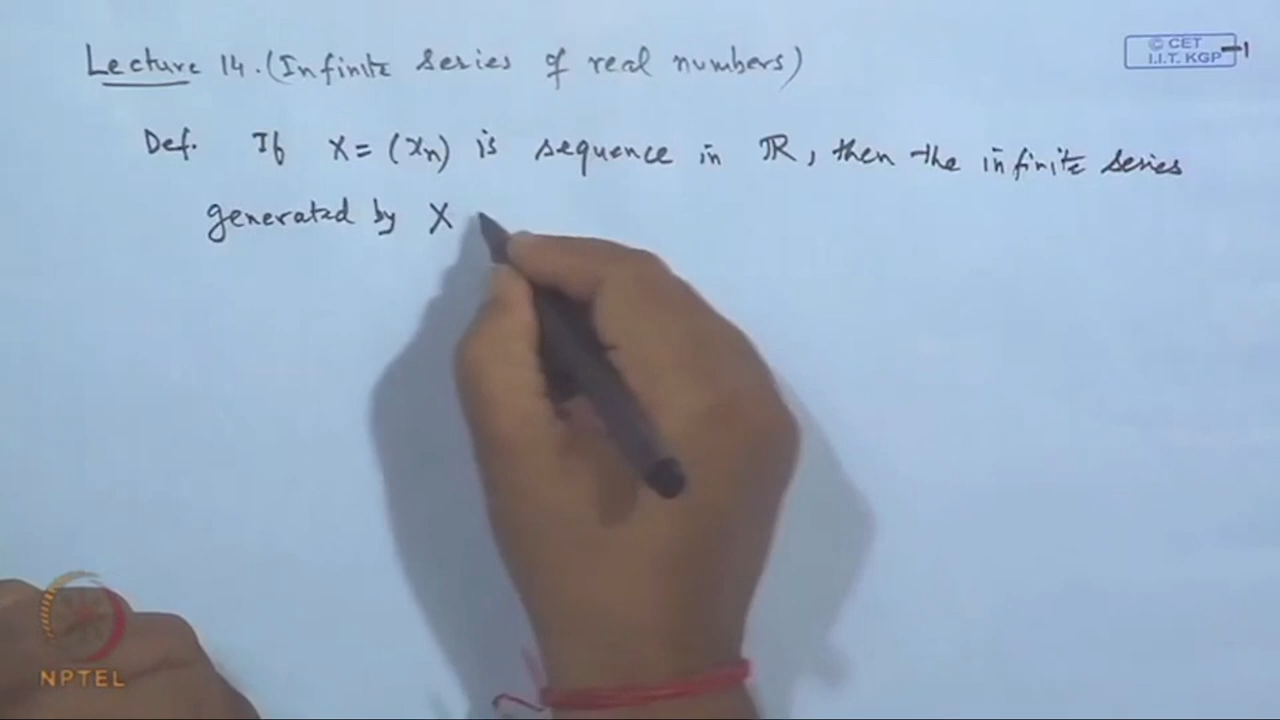 Lecture 14. (Infinite series of real numbers)
© CET
I.I.T. KGP
-1
Def. If X = (xn) is sequence in ℝ, then the infinite series
generated by X
NPTEL